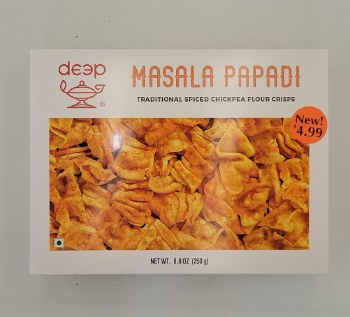 deep
®
MASALA PAPADI
TRADITIONAL SPICED CHICKPEA FLOUR CRISPS
New!
$4.99
NET WT. 8.8 OZ (250 g)